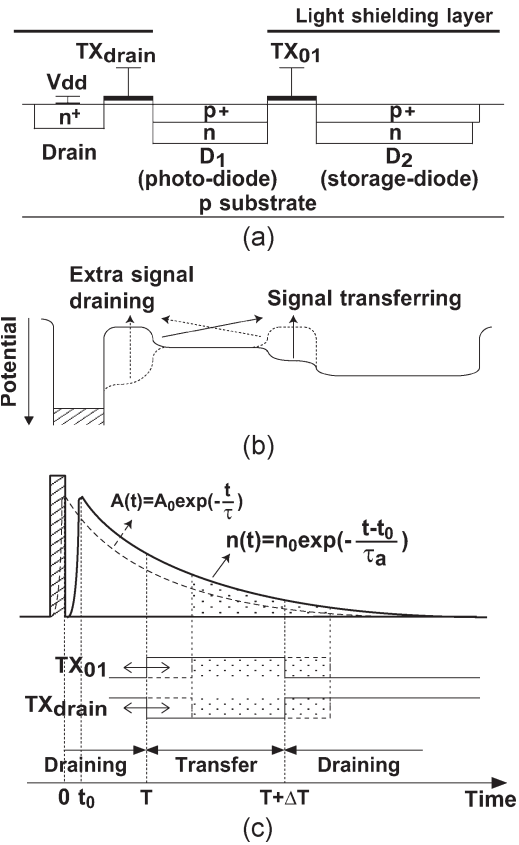 Light shielding layer
TXdrain
TX01
Vdd
n+
p+
p+
n
n
Drain
D1
D2
(photo-diode)
(storage-diode)
p substrate
(a)
Extra signal
draining
Signal transferring
Potential
(b)
A(t)=A0exp(-t/τ)
n(t)=n0exp(-t-t0/τa)
TX01
TXdrain
Draining
Transfer
Draining
0 t0 T T+ΔT Time
(c)